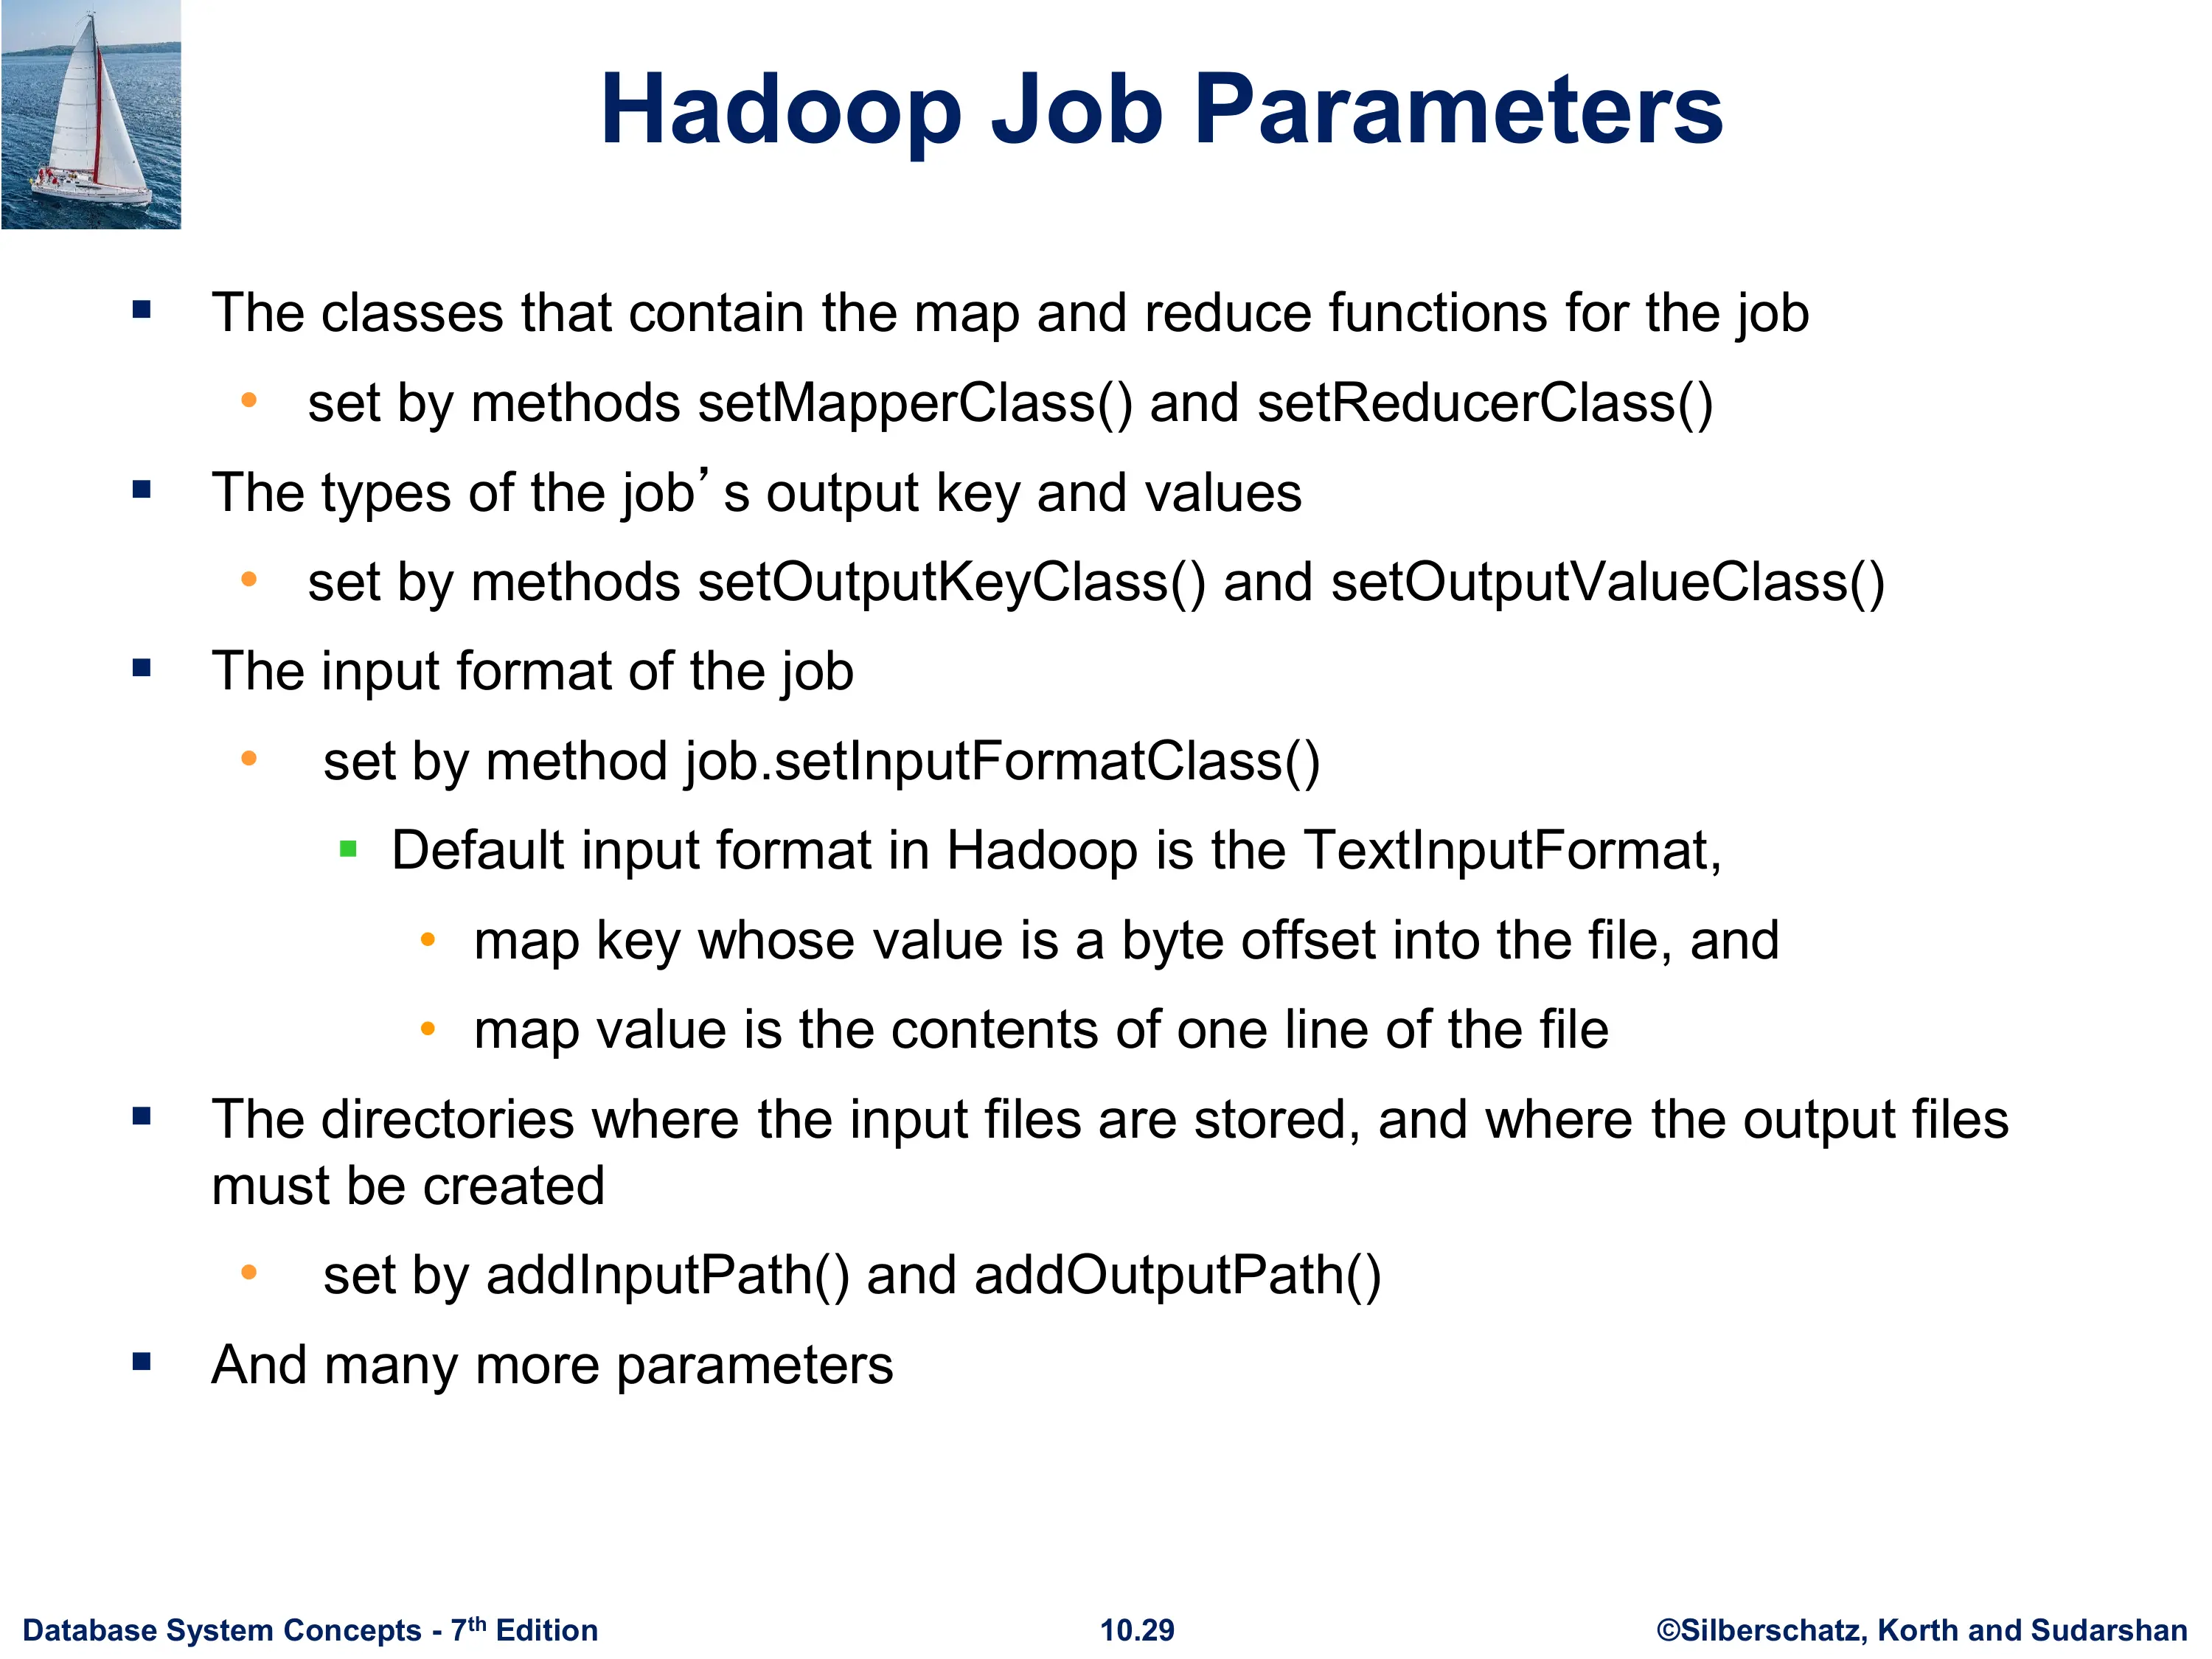 Hadoop Job Parameters
The classes that contain the map and reduce functions for the job
set by methods setMapperClass() and setReducerClass()
The types of the job’s output key and values
set by methods setOutputKeyClass() and setOutputValueClass()
The input format of the job
set by method job.setInputFormatClass()
Default input format in Hadoop is the TextInputFormat,
map key whose value is a byte offset into the file, and
map value is the contents of one line of the file
The directories where the input files are stored, and where the output files
must be created
set by addInputPath() and addOutputPath()
And many more parameters
Database System Concepts - 7th Edition
10.29
©Silberschatz, Korth and Sudarshan